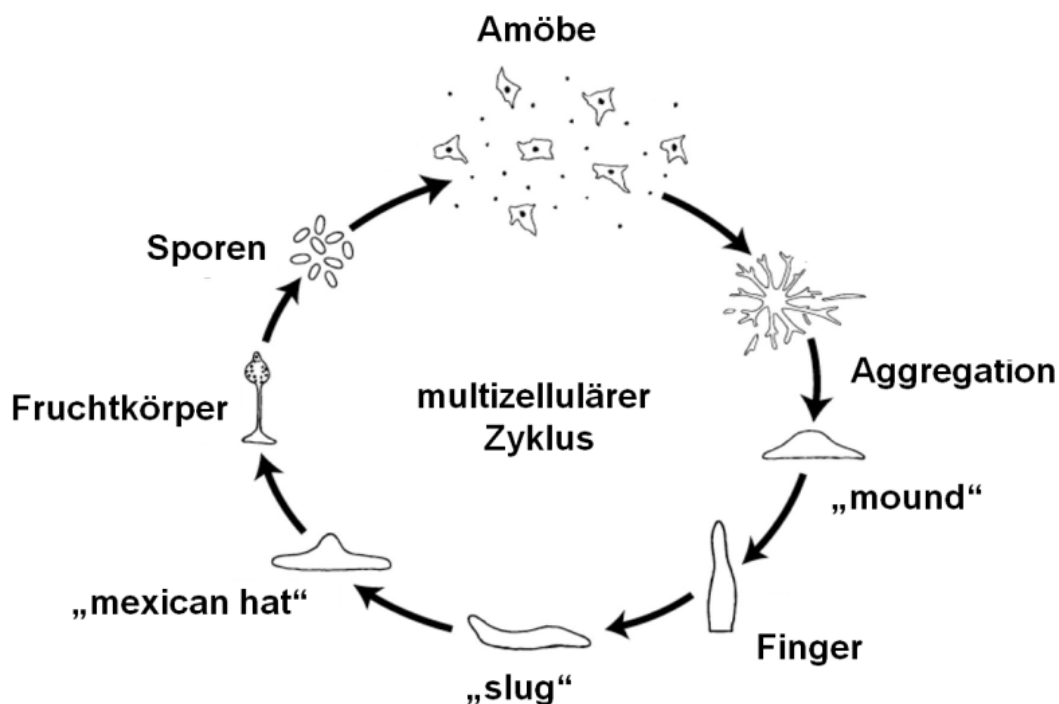 Amöbe
Sporen
Aggregation
Fruchtkörper
multizellulärer
Zyklus
„mound“
„mexican hat“
Finger
„slug“